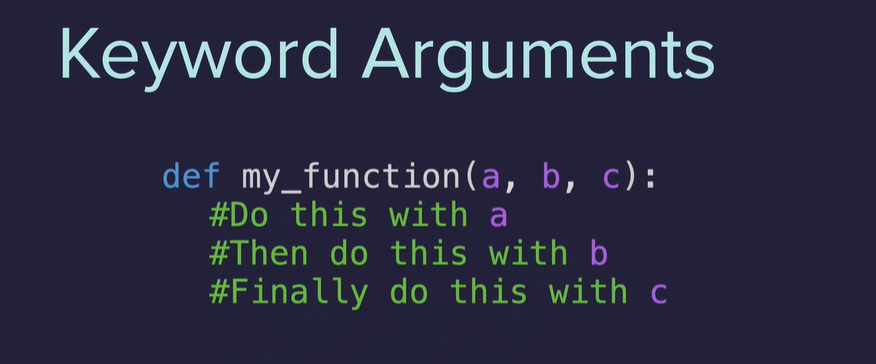 Keyword Arguments
def my_function(a, b, c):
#Do this with a
#Then do this with b
#Finally do this with c